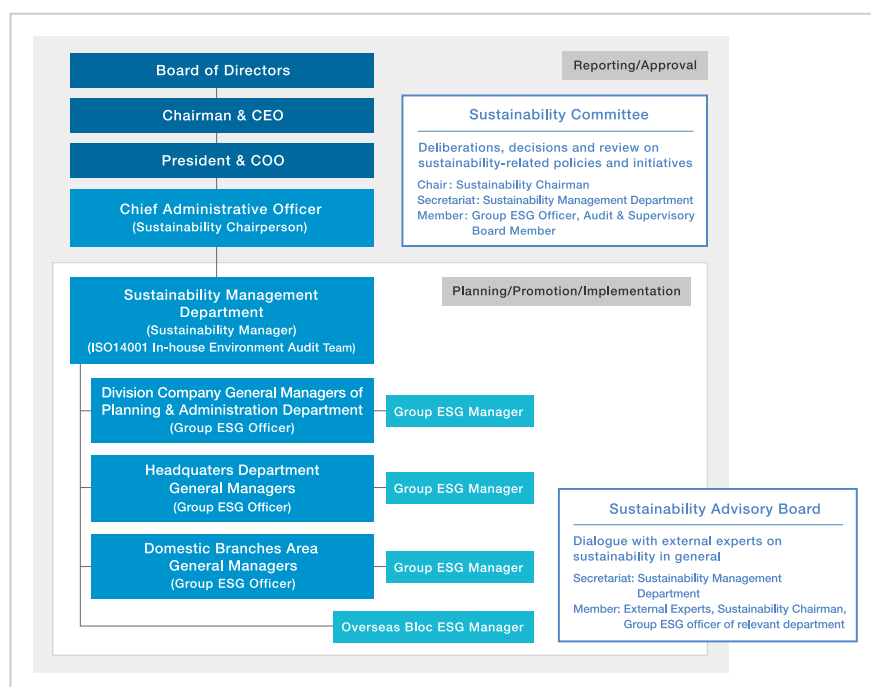 Board of Directors
Reporting/Approval
Chairman & CEO
President & COO
Chief Administrative Officer
(Sustainability Chairperson)
Sustainability Committee
Deliberations, decisions and review on
sustainability-related policies and initiatives
Chair : Sustainability Chairman
Secretariat: Sustainability Management Department
Member: Group ESG Officer, Audit & Supervisory
Board Member
Planning/Promotion/Implementation
Sustainability Management
Department
(Sustainability Manager)
(ISO14001 In-house Environment Audit Team)
Division Company General Managers of
Planning & Administration Department
(Group ESG Officer)
Group ESG Manager
Headquaters Department
General Managers
(Group ESG Officer)
Group ESG Manager
Domestic Branches Area
General Managers
(Group ESG Officer)
Group ESG Manager
Overseas Bloc ESG Manager
Sustainability Advisory Board
Dialogue with external experts on
sustainability in general
Secretariat: Sustainability Management
Department
Member: External Experts, Sustainability Chairman,
Group ESG officer of relevant department